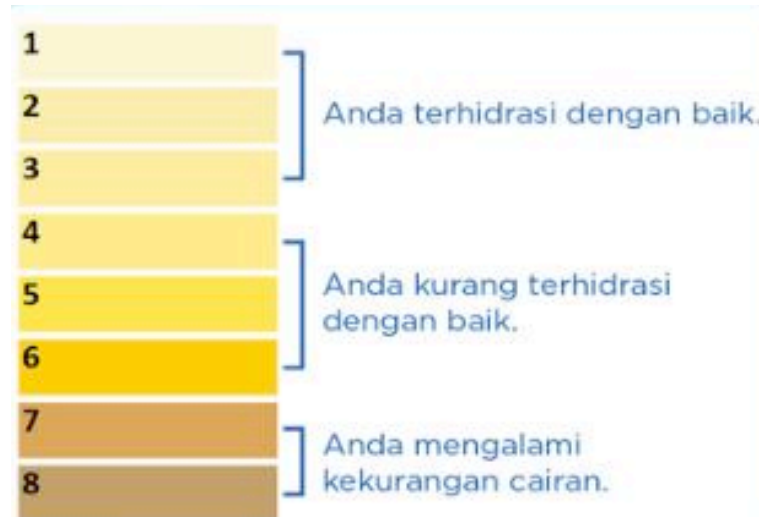 1
2
3
Anda terhidrasi dengan baik.
4
5
6
Anda kurang terhidrasi
dengan baik.
7
8
Anda mengalami
kekurangan cairan.